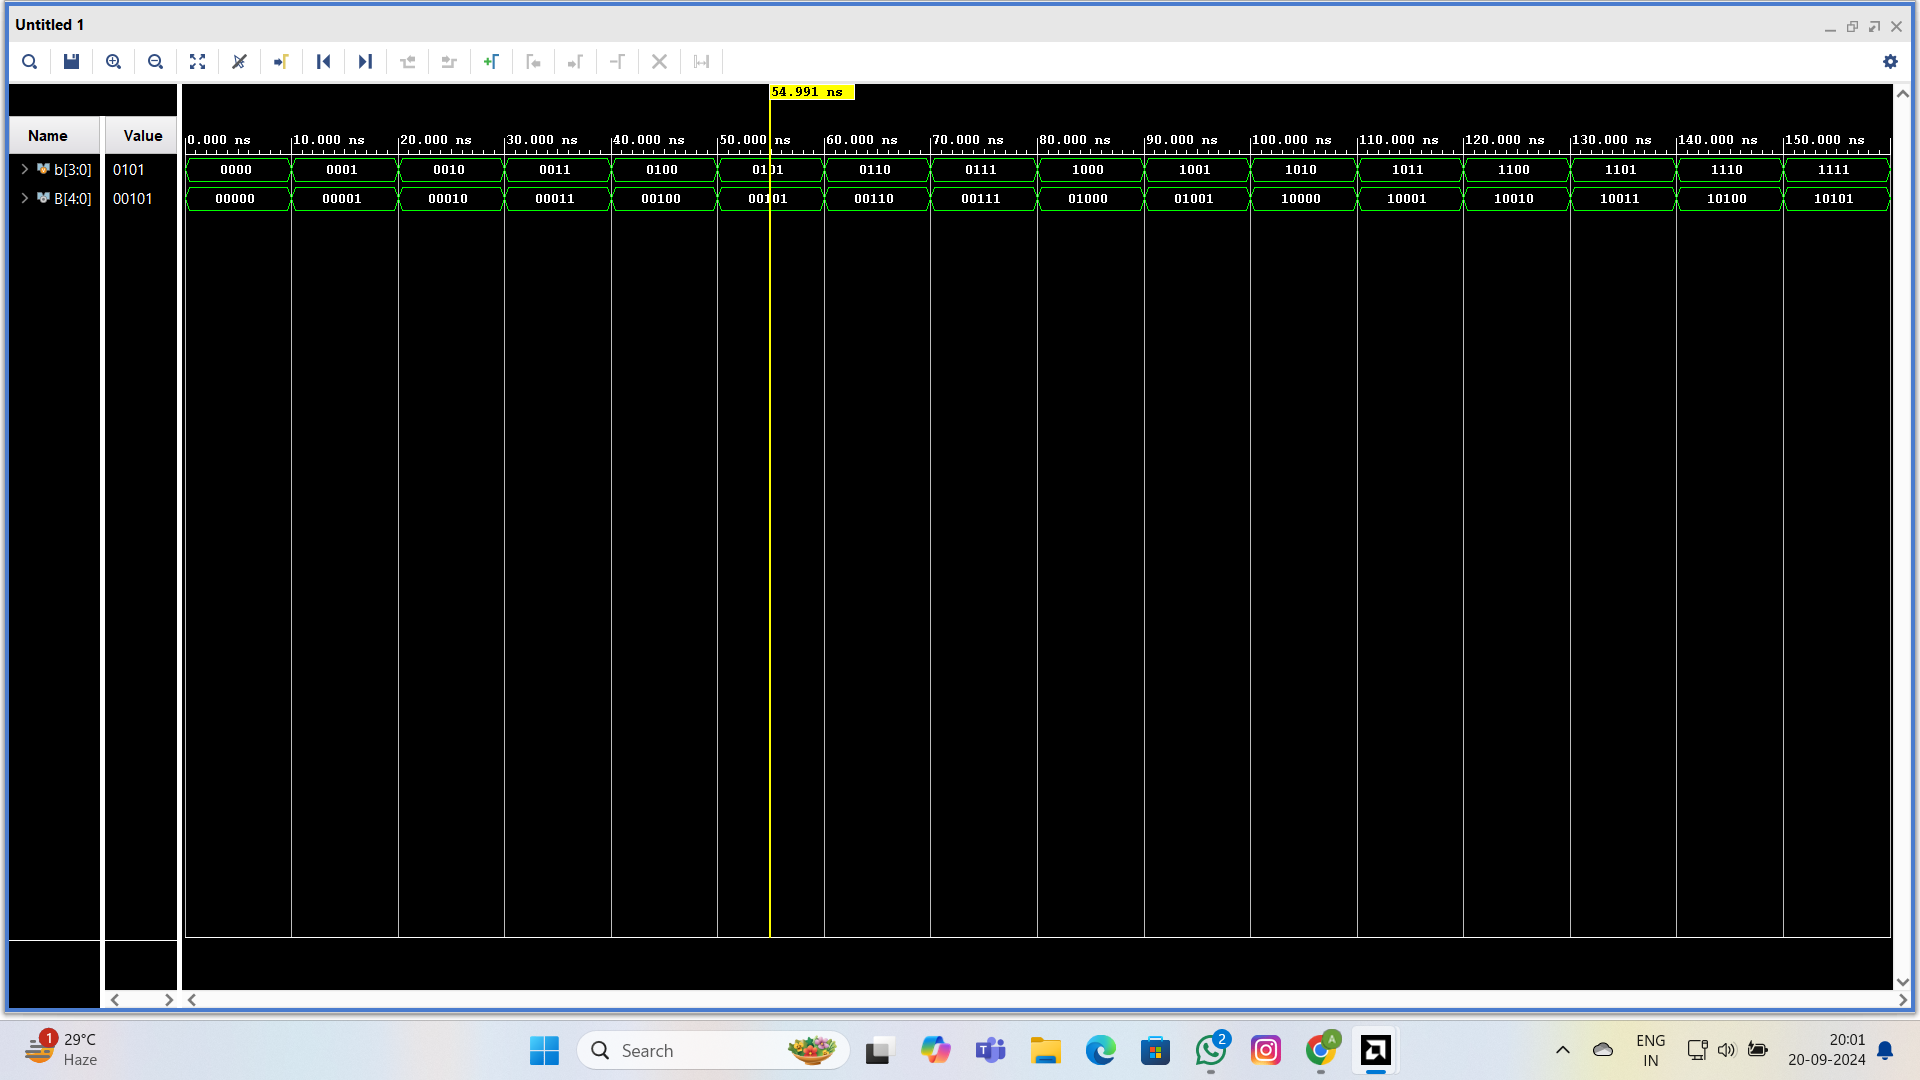 Untitled 1
54.991 ns
Name Value
0.000 ns 10.000 ns 20.000 ns 30.000 ns 40.000 ns 50.000 ns 60.000 ns 70.000 ns 80.000 ns 90.000 ns 100.000 ns 110.000 ns 120.000 ns 130.000 ns 140.000 ns 150.000 ns
b[3:0] 0101 0000 0001 0010 0011 0100 0101 0110 0111 1000 1001 1010 1011 1100 1101 1110 1111
B[4:0] 00101 00000 00001 00010 00011 00100 00101 00110 00111 01000 01001 10000 10001 10010 10011 10100 10101
1 29°C
Haze
Search
2
A
ENG
IN
20:01
20-09-2024